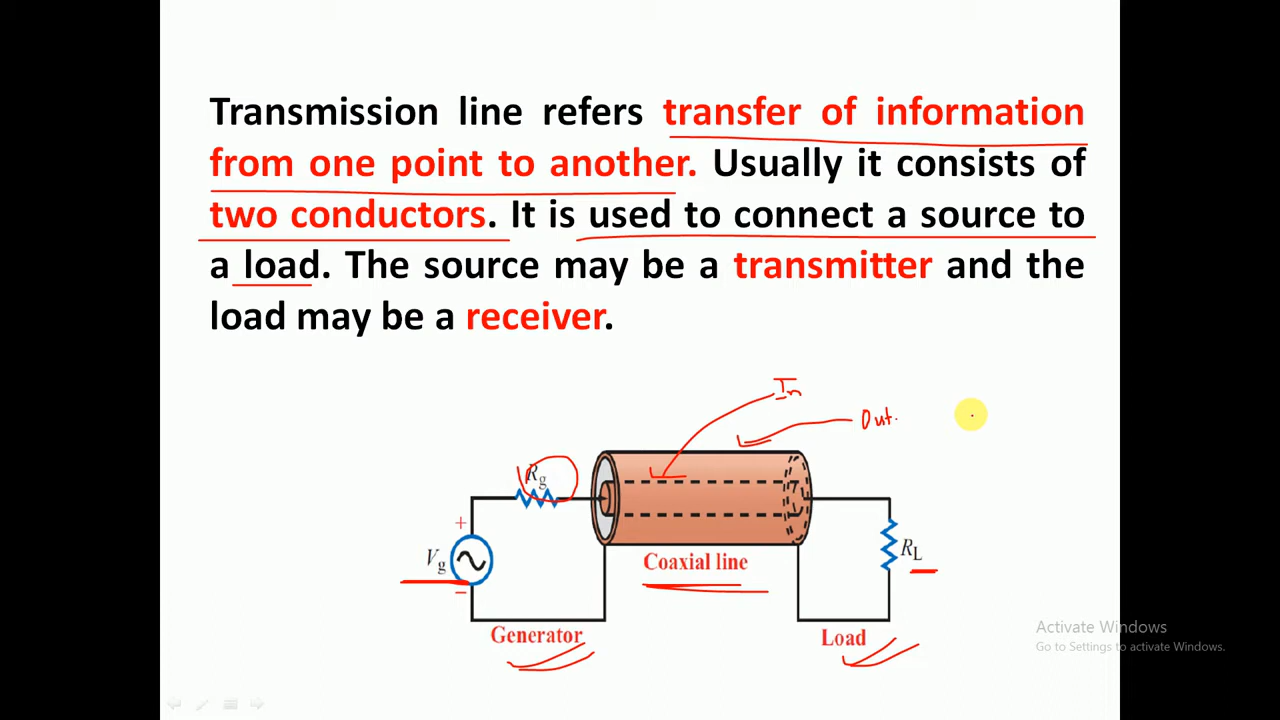 Transmission line refers transfer of information
from one point to another. Usually it consists of
two conductors. It is used to connect a source to
a load. The source may be a transmitter and the
load may be a receiver.
In
Out.
Rg
+
Vg
−
Coaxial line
RL
Generator
Load
Activate Windows
Go to Settings to activate Windows.